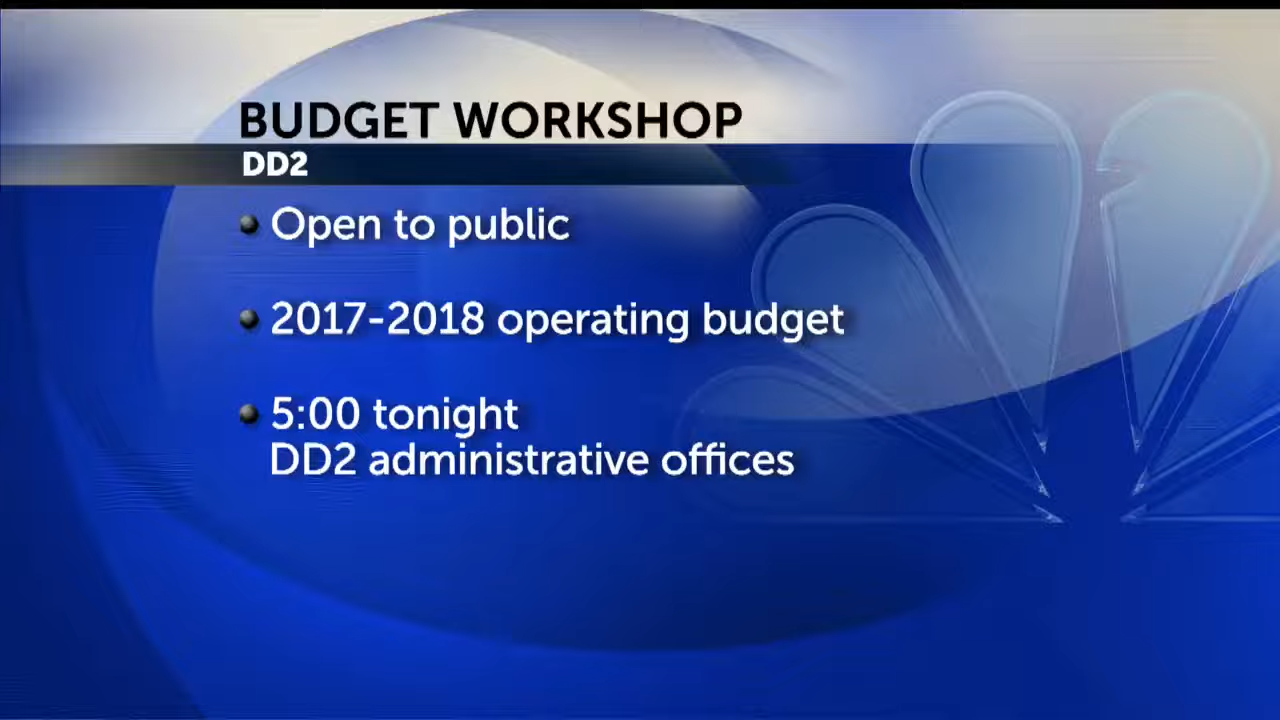 BUDGET WORKSHOP
DD2
Open to public
2017-2018 operating budget
5:00 tonight
DD2 administrative offices